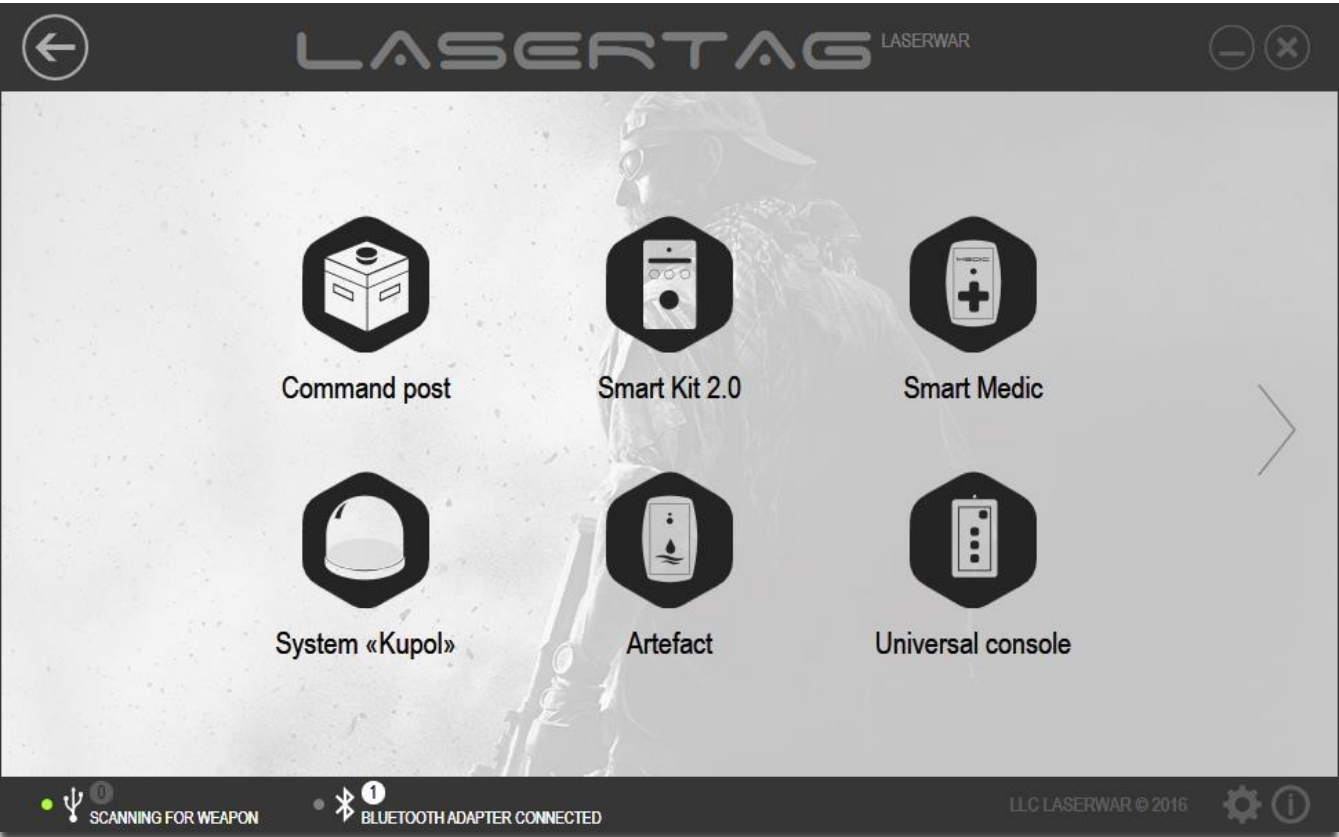 LASERTAG LASERWAR
Command post
Smart Kit 2.0
MEDIC
Smart Medic
System «Kupol»
Artefact
Universal console
0
SCANNING FOR WEAPON
1
BLUETOOTH ADAPTER CONNECTED
LLC LASERWAR © 2016